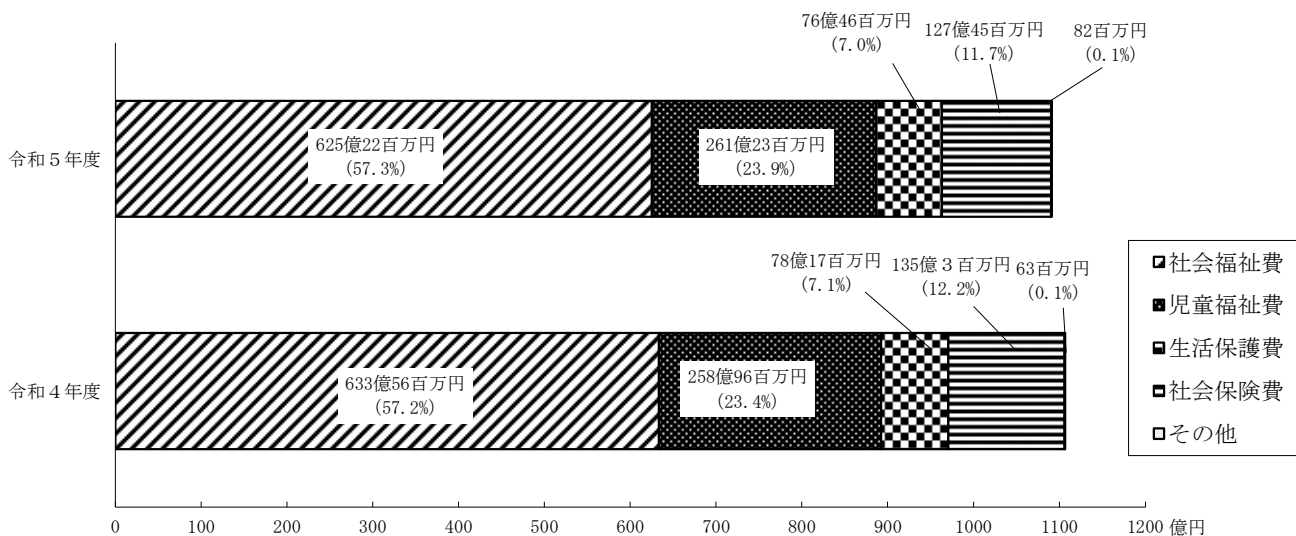 76億46百万円
(7.0%)
127億45百万円
(11.7%)
82百万円
(0.1%)
令和5年度
625億22百万円
(57.3%)
261億23百万円
(23.9%)
78億17百万円
(7.1%)
135億3百万円
(12.2%)
63百万円
(0.1%)
令和4年度
633億56百万円
(57.2%)
258億96百万円
(23.4%)
社会福祉費
児童福祉費
生活保護費
社会保険費
その他
0 100 200 300 400 500 600 700 800 900 1000 1100 1200 億円